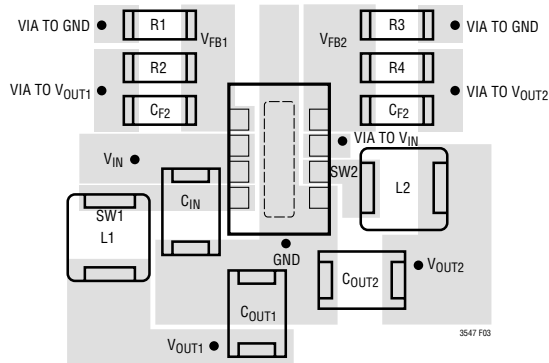 VIA TO GND
R1
VFB1
VFB2
R3
VIA TO GND
R2
R4
VIA TO VOUT1
CF2
CF2
VIA TO VOUT2
VIA TO VIN
VIN
SW2
L2
CIN
SW1
L1
GND
VOUT2
COUT2
COUT1
VOUT1
3547 F03